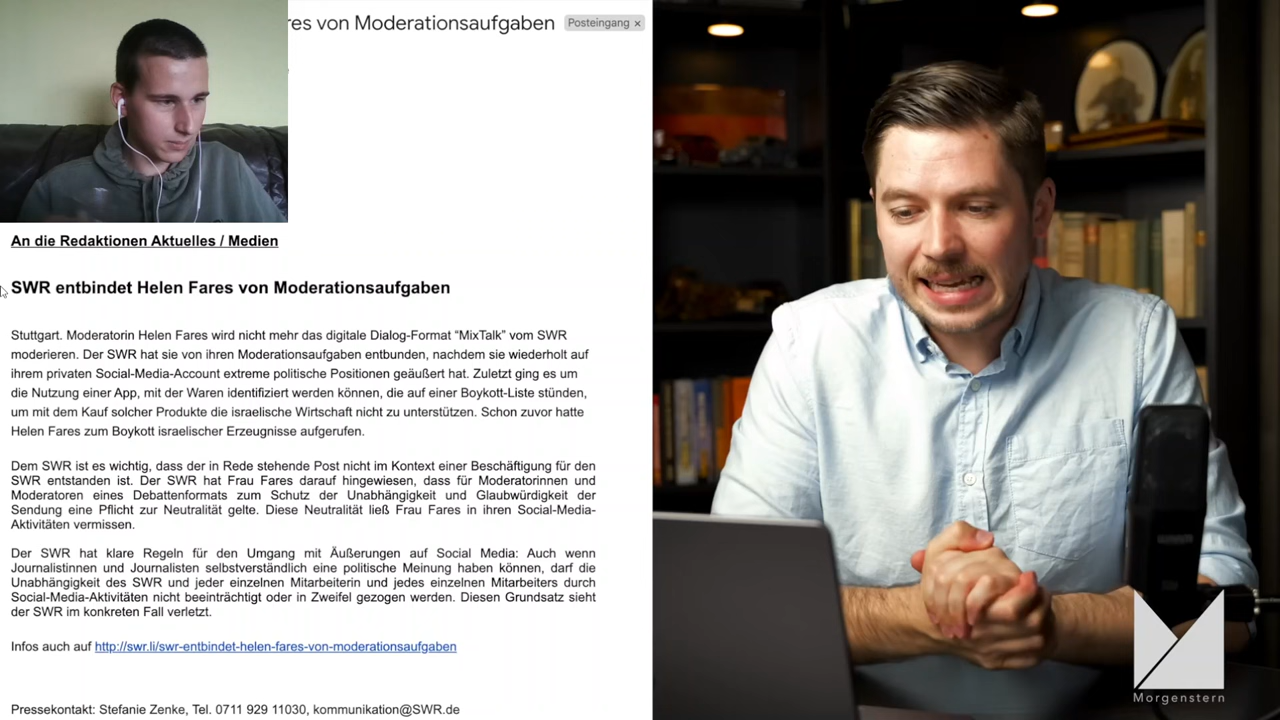 res von Moderationsaufgaben
Posteingang ×
An die Redaktionen Aktuelles / Medien
SWR entbindet Helen Fares von Moderationsaufgaben
Stuttgart. Moderatorin Helen Fares wird nicht mehr das digitale Dialog-Format “MixTalk” vom SWR
moderieren. Der SWR hat sie von ihren Moderationsaufgaben entbunden, nachdem sie wiederholt auf
ihrem privaten Social-Media-Account extreme politische Positionen geäußert hat. Zuletzt ging es um
die Nutzung einer App, mit der Waren identifiziert werden können, die auf einer Boykott-Liste stünden,
um mit dem Kauf solcher Produkte die israelische Wirtschaft nicht zu unterstützen. Schon zuvor hatte
Helen Fares zum Boykott israelischer Erzeugnisse aufgerufen.
Dem SWR ist es wichtig, dass der in Rede stehende Post nicht im Kontext einer Beschäftigung für den
SWR entstanden ist. Der SWR hat Frau Fares darauf hingewiesen, dass für Moderatorinnen und
Moderatoren eines Debattenformats zum Schutz der Unabhängigkeit und Glaubwürdigkeit der
Sendung eine Pflicht zur Neutralität gelte. Diese Neutralität ließ Frau Fares in ihren Social-Media-
Aktivitäten vermissen.
Der SWR hat klare Regeln für den Umgang mit Äußerungen auf Social Media: Auch wenn
Journalistinnen und Journalisten selbstverständlich eine politische Meinung haben können, darf die
Unabhängigkeit des SWR und jeder einzelnen Mitarbeiterin und jedes einzelnen Mitarbeiters durch
Social-Media-Aktivitäten nicht beeinträchtigt oder in Zweifel gezogen werden. Diesen Grundsatz sieht
der SWR im konkreten Fall verletzt.
Infos auch auf http://swr.li/swr-entbindet-helen-fares-von-moderationsaufgaben
Pressekontakt: Stefanie Zenke, Tel. 0711 929 11030, kommunikation@SWR.de
Morgenstern